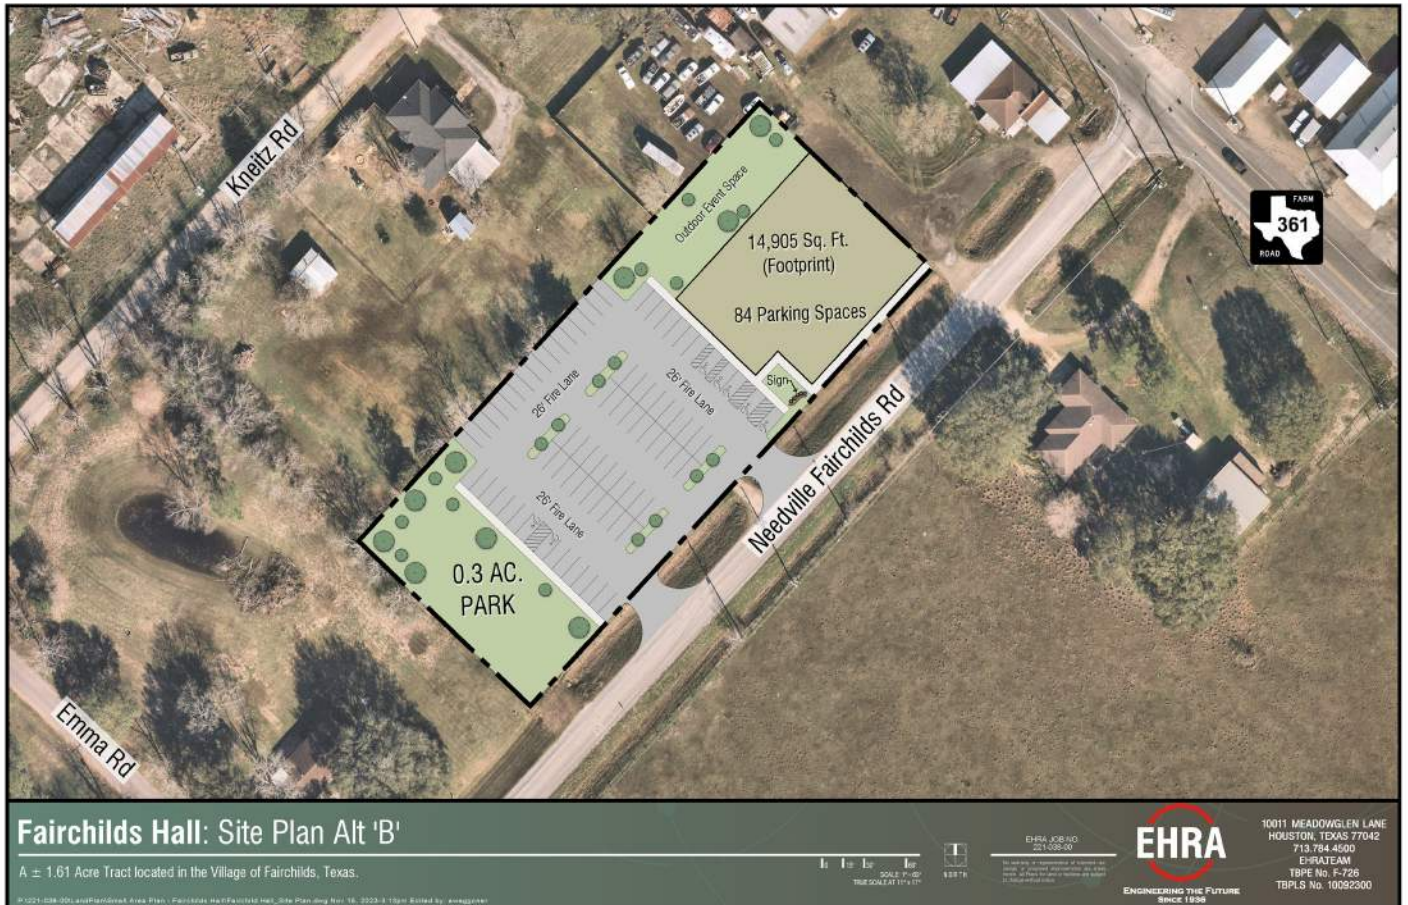 Kneitz Rd
Outdoor Event Space
14,905 Sq. Ft.
(Footprint)
84 Parking Spaces
FARM
361
ROAD
26' Fire Lane
26' Fire Lane
Sign
26' Fire Lane
Needville Fairchilds Rd
0.3 AC.
PARK
Emma Rd
Fairchilds Hall: Site Plan Alt 'B'
A ± 1.61 Acre Tract located in the Village of Fairchilds, Texas.
NORTH
EHRA JOB NO.
221-038-00
EHRA
ENGINEERING THE FUTURE
SINCE 1936
10011 MEADOWGLEN LANE
HOUSTON, TEXAS 77042
713.784.4500
EHRATEAM
TBPE No. F-726
TBPLS No. 10092300